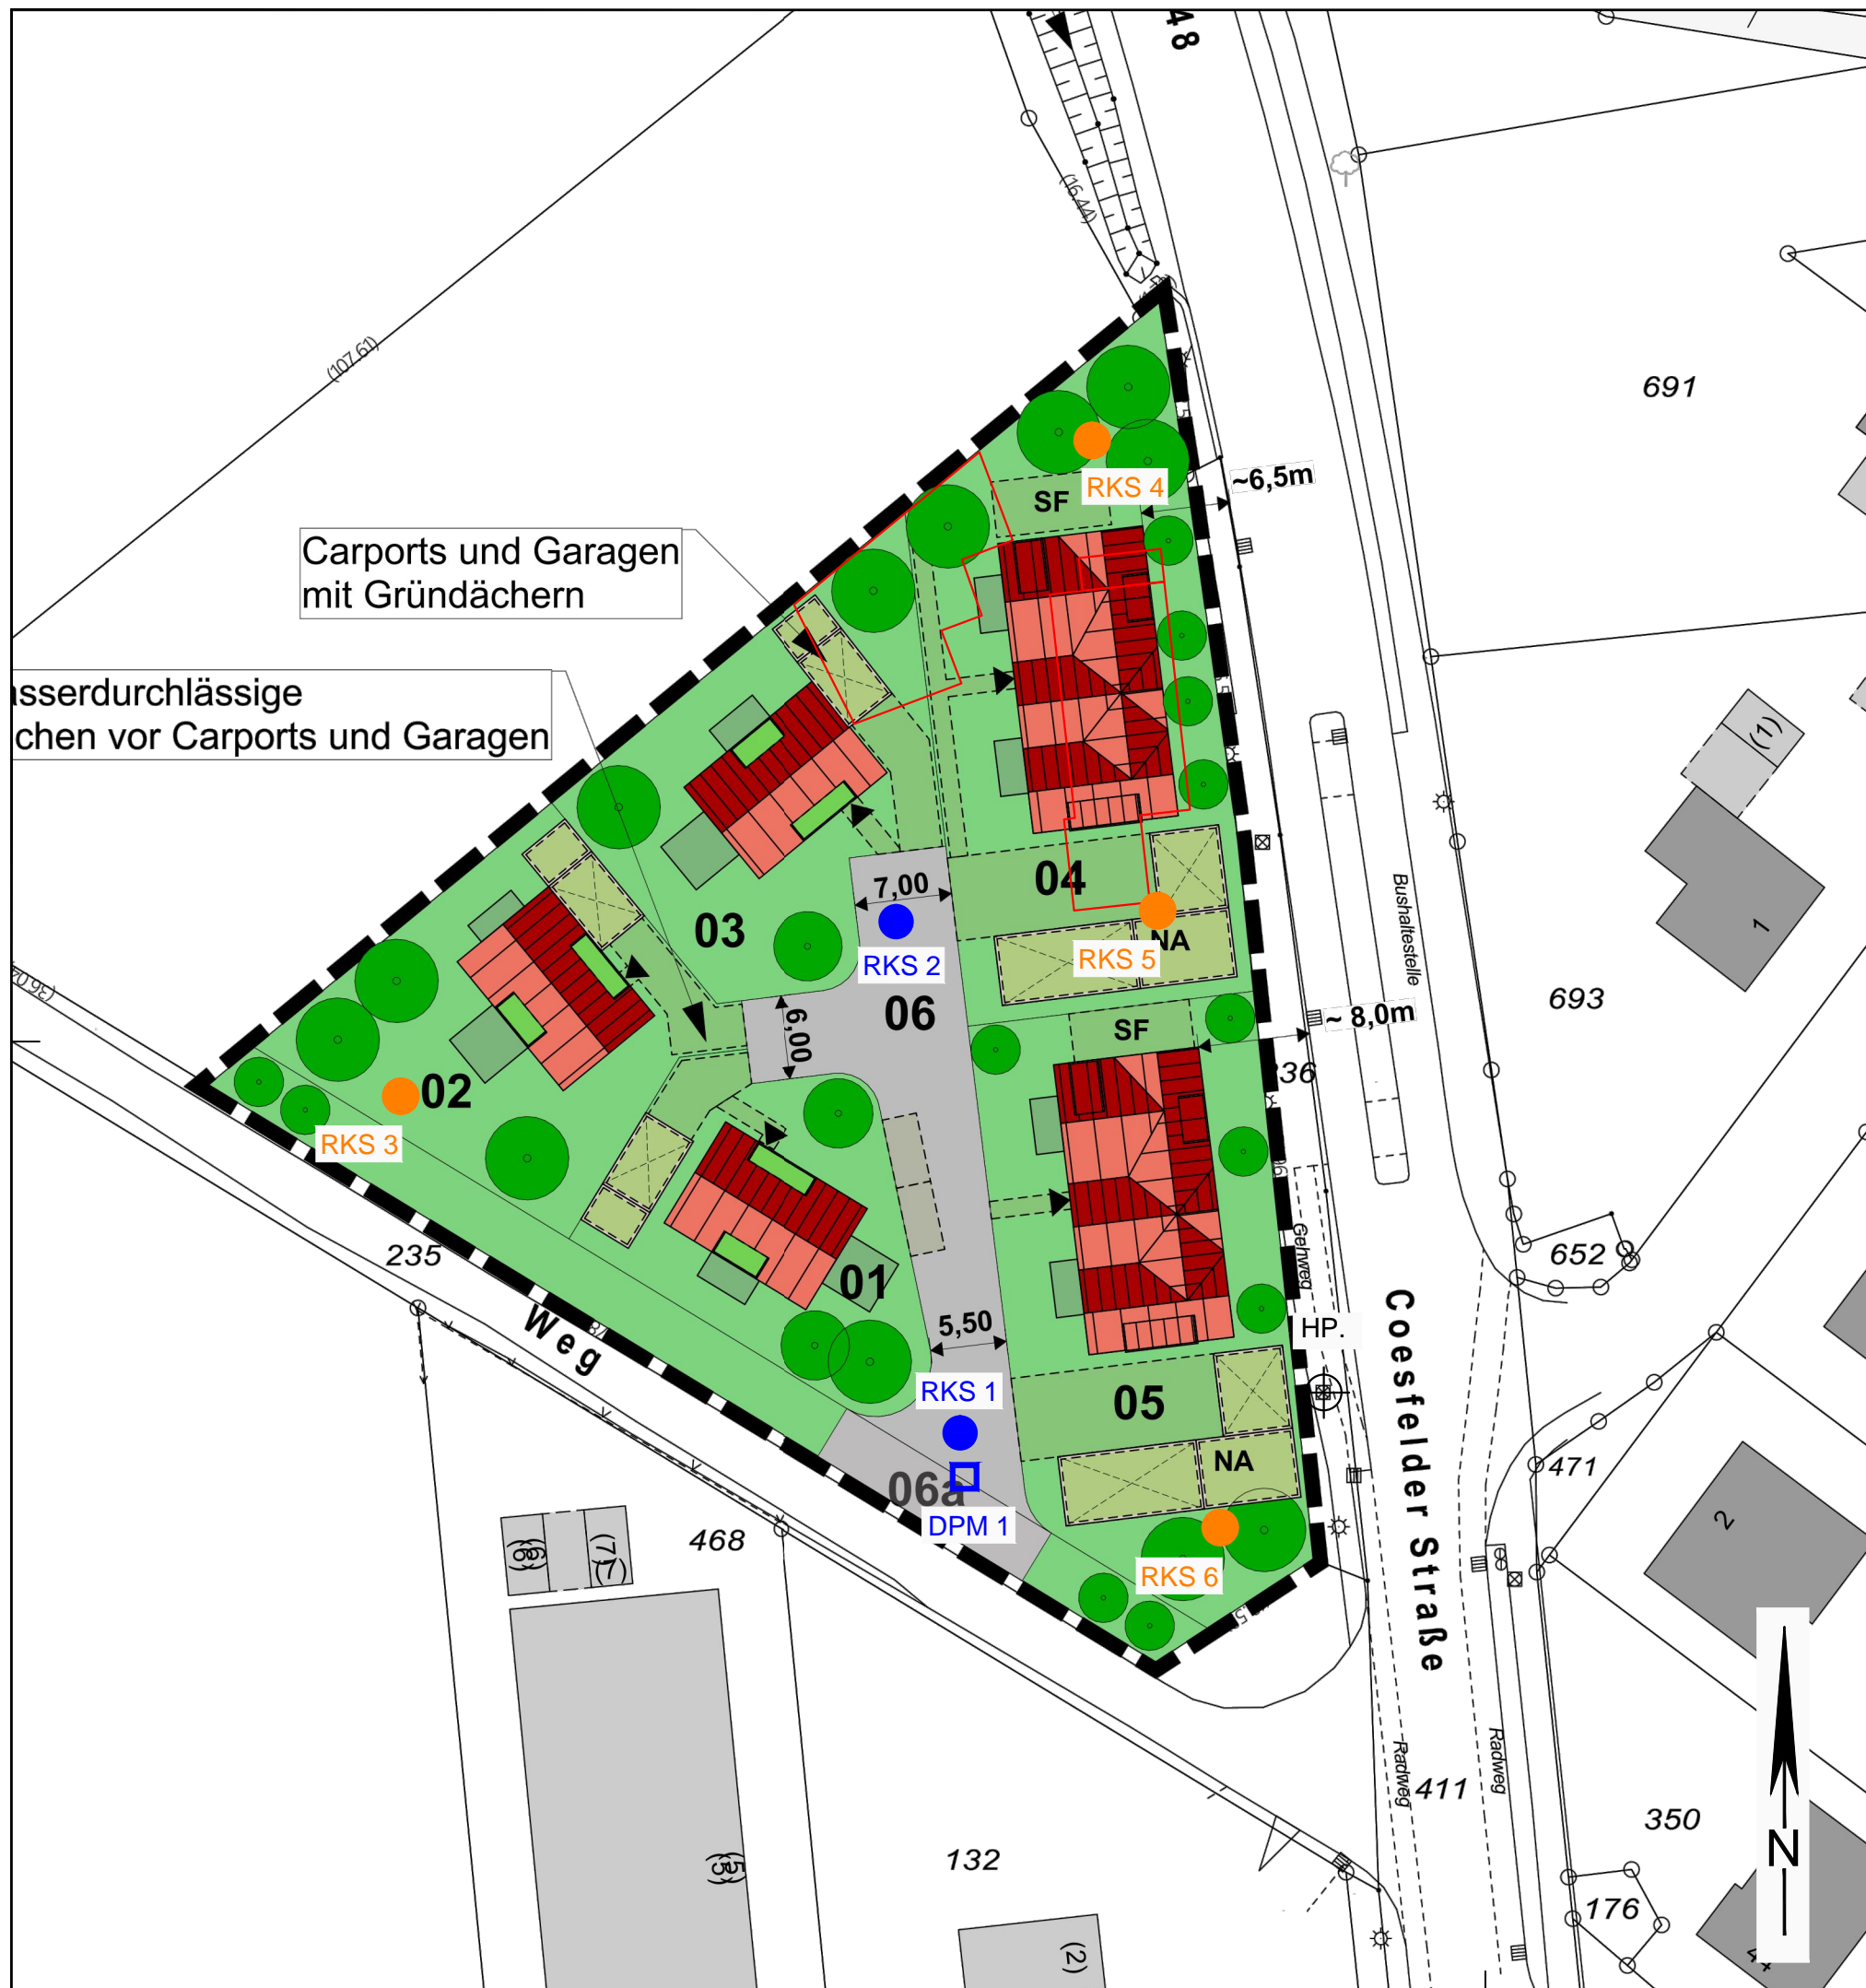 48
(16.44)
691
(107.61)
~6,5m
SF
RKS 4
Carports und Garagen
mit Gründächern
asserdurchlässige
chen vor Carports und Garagen
(1)
1
04
7,00
03
RKS 2
RKS 5
NA
Bushaltestelle
693
06
6,00
SF
~ 8,0m
36
02
RKS 3
235
652
Gehweg
01
5,50
HP.
Weg
RKS 1
05
Coesfelder Straße
NA
471
06a
DPM 1
2
468
(6)
(7)
RKS 6
Radweg
Radweg
411
350
N
132
(5)
176
(2)